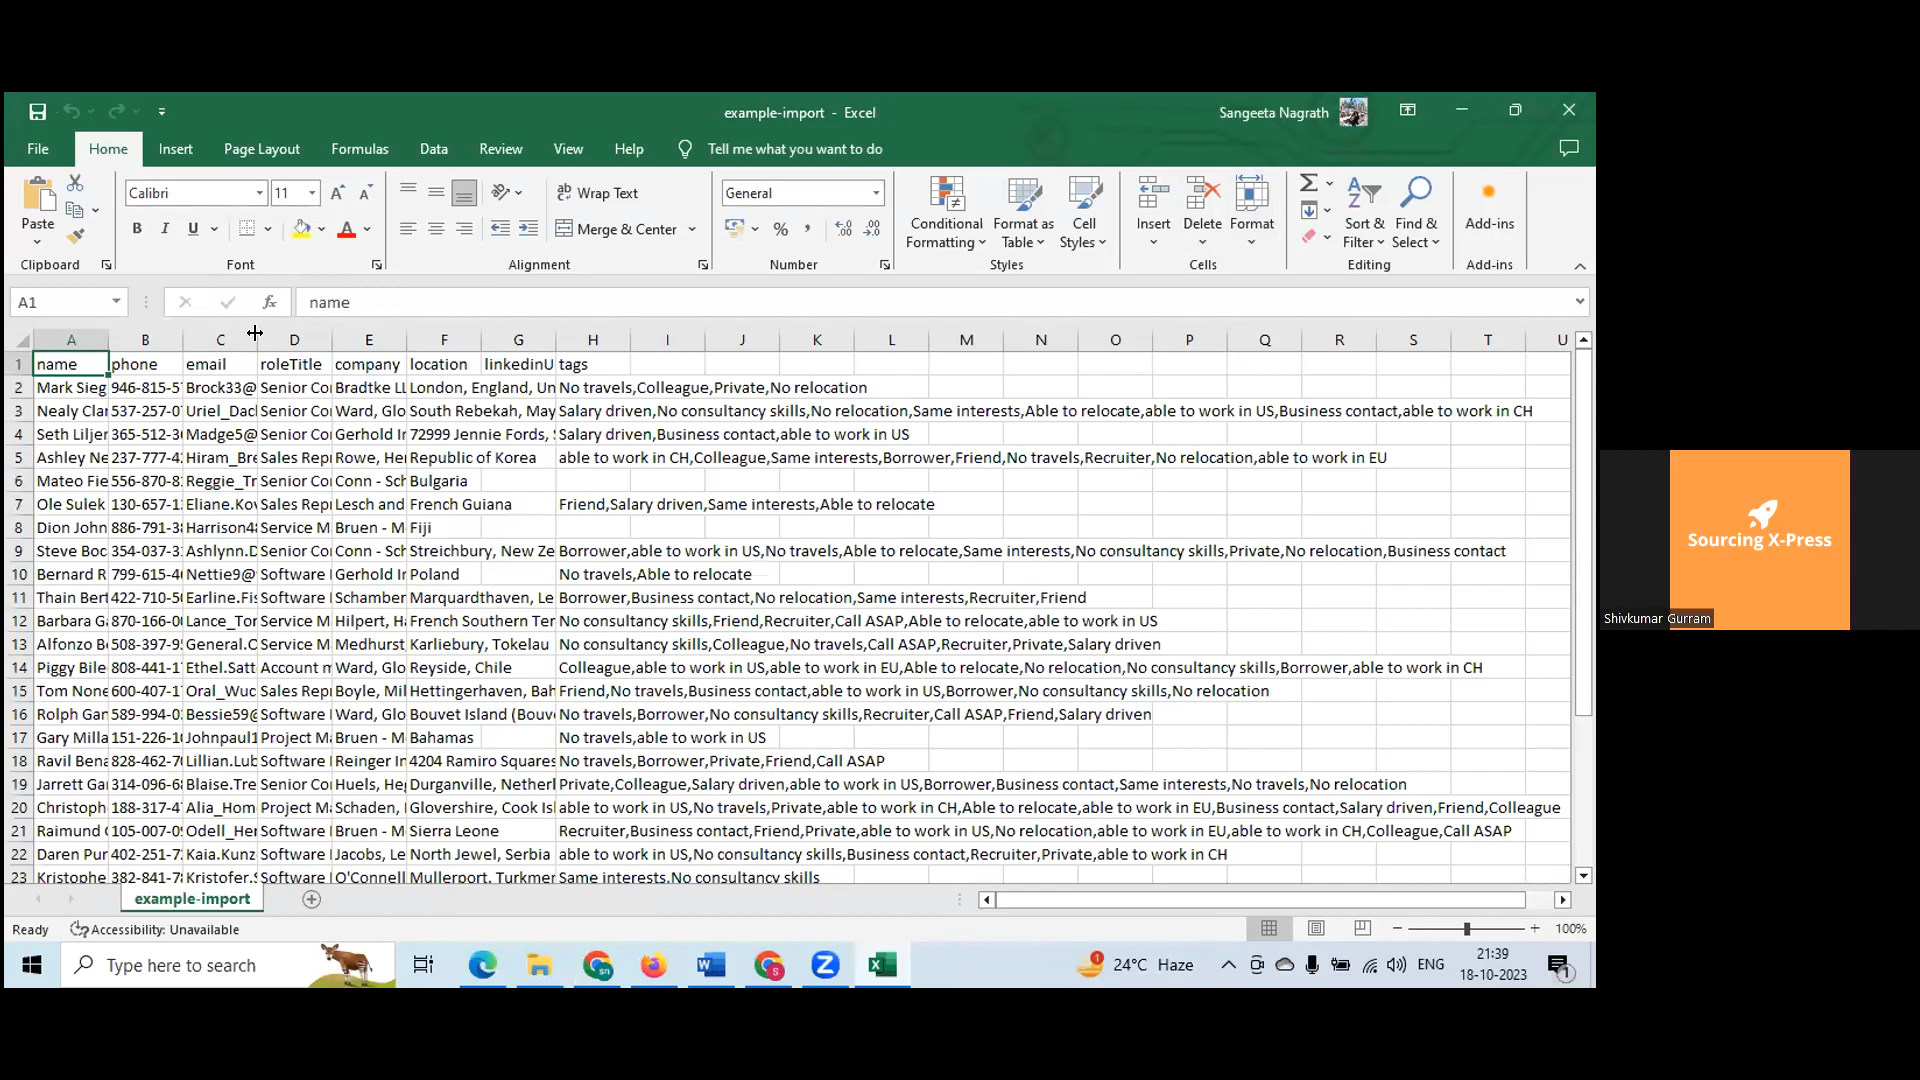 example-import - Excel
Sangeeta Nagrath
File Home Insert Page Layout Formulas Data Review View Help Tell me what you want to do
Calibri 11 Wrap Text General
Paste
B I U Merge & Center %
Conditional Formatting Format as Table Cell Styles
Insert Delete Format
Sort & Filter Find & Select
Add-ins
Clipboard Font Alignment Number Styles Cells Editing Add-ins
A1 fx name
A B C D E F G H I J K L M N O P Q R S T U
1 name phone email roleTitle company location linkedinU tags
2 Mark Sieg 946-815-57 Brock33@ Senior Co Bradtke LL London, England, Un No travels,Colleague,Private,No relocation
3 Nealy Clar 537-257-07 Uriel_Dac Senior Co Ward, Glo South Rebekah, May Salary driven,No consultancy skills,No relocation,Same interests,Able to relocate,able to work in US,Business contact,able to work in CH
4 Seth Liljer 365-512-36 Madge5@ Senior Co Gerhold Ir 72999 Jennie Fords, Salary driven,Business contact,able to work in US
5 Ashley Ne 237-777-42 Hiram_Bre Sales Rep Rowe, He Republic of Korea able to work in CH,Colleague,Same interests,Borrower,Friend,No travels,Recruiter,No relocation,able to work in EU
6 Mateo Fie 556-870-8 Reggie_Tr Senior Co Conn - Sch Bulgaria
7 Ole Sulek 130-657-1 Eliane.Kov Sales Rep Lesch and French Guiana Friend,Salary driven,Same interests,Able to relocate
8 Dion John 886-791-38 Harrison4 Service M Bruen - M Fiji
9 Steve Boc 354-037-3 Ashlynn.D Senior Co Conn - Sch Streichbury, New Ze Borrower,able to work in US,No travels,Able to relocate,Same interests,No consultancy skills,Private,No relocation,Business contact
10 Bernard R 799-615-46 Nettie9@ Software Gerhold Ir Poland No travels,Able to relocate
11 Thain Bert 422-710-50 Earline.Fis Software Schamber Marquardthaven, Le Borrower,Business contact,No relocation,Same interests,Recruiter,Friend
12 Barbara G 870-166-0 Lance_Tor Service M Hilpert, Ha French Southern Ter No consultancy skills,Friend,Recruiter,Call ASAP,Able to relocate,able to work in US
13 Alfonzo B 508-397-9 General.C Service M Medhurst Karliebury, Tokelau No consultancy skills,Colleague,No travels,Call ASAP,Recruiter,Private,Salary driven
14 Piggy Bile 808-441-1 Ethel.Satt Account m Ward, Glo Reyside, Chile Colleague,able to work in US,able to work in EU,Able to relocate,No relocation,No consultancy skills,Borrower,able to work in CH
15 Tom None 600-407-1 Oral_Wuc Sales Rep Boyle, Mil Hettingerhaven, Bah Friend,No travels,Business contact,able to work in US,Borrower,No consultancy skills,No relocation
16 Rolph Gar 589-994-0 Bessie59@ Software Ward, Glo Bouvet Island (Bouv No travels,Borrower,No consultancy skills,Recruiter,Call ASAP,Friend,Salary driven
17 Gary Milla 151-226-1 Johnpaul1 Project M Bruen - M Bahamas No travels,able to work in US
18 Ravil Bena 828-462-7 Lillian.Lub Software Reinger In 4204 Ramiro Squares No travels,Borrower,Private,Friend,Call ASAP
19 Jarrett Ga 314-096-6 Blaise.Tre Senior Co Huels, Heg Durganville, Netherl Private,Colleague,Salary driven,able to work in US,Borrower,Business contact,Same interests,No travels,No relocation
20 Christoph 188-317-4 Alia_Hom Project M Schaden, Glovershire, Cook Isl able to work in US,No travels,Private,able to work in CH,Able to relocate,able to work in EU,Business contact,Salary driven,Friend,Colleague
21 Raimund 105-007-0 Odell_Her Software Bruen - M Sierra Leone Recruiter,Business contact,Friend,Private,able to work in US,No relocation,able to work in EU,able to work in CH,Colleague,Call ASAP
22 Daren Pur 402-251-7 Kaia.Kunz Software Jacobs, Le North Jewel, Serbia able to work in US,No consultancy skills,Business contact,Recruiter,Private,able to work in CH
23 Kristophe 382-841-7 Kristofer. Software O'Connell Mullerport, Turkmer Same interests,No consultancy skills
example-import
Ready Accessibility: Unavailable 100%
Type here to search
24°C Haze ENG 21:39
18-10-2023
Sourcing X-Press
Shivkumar Gurram